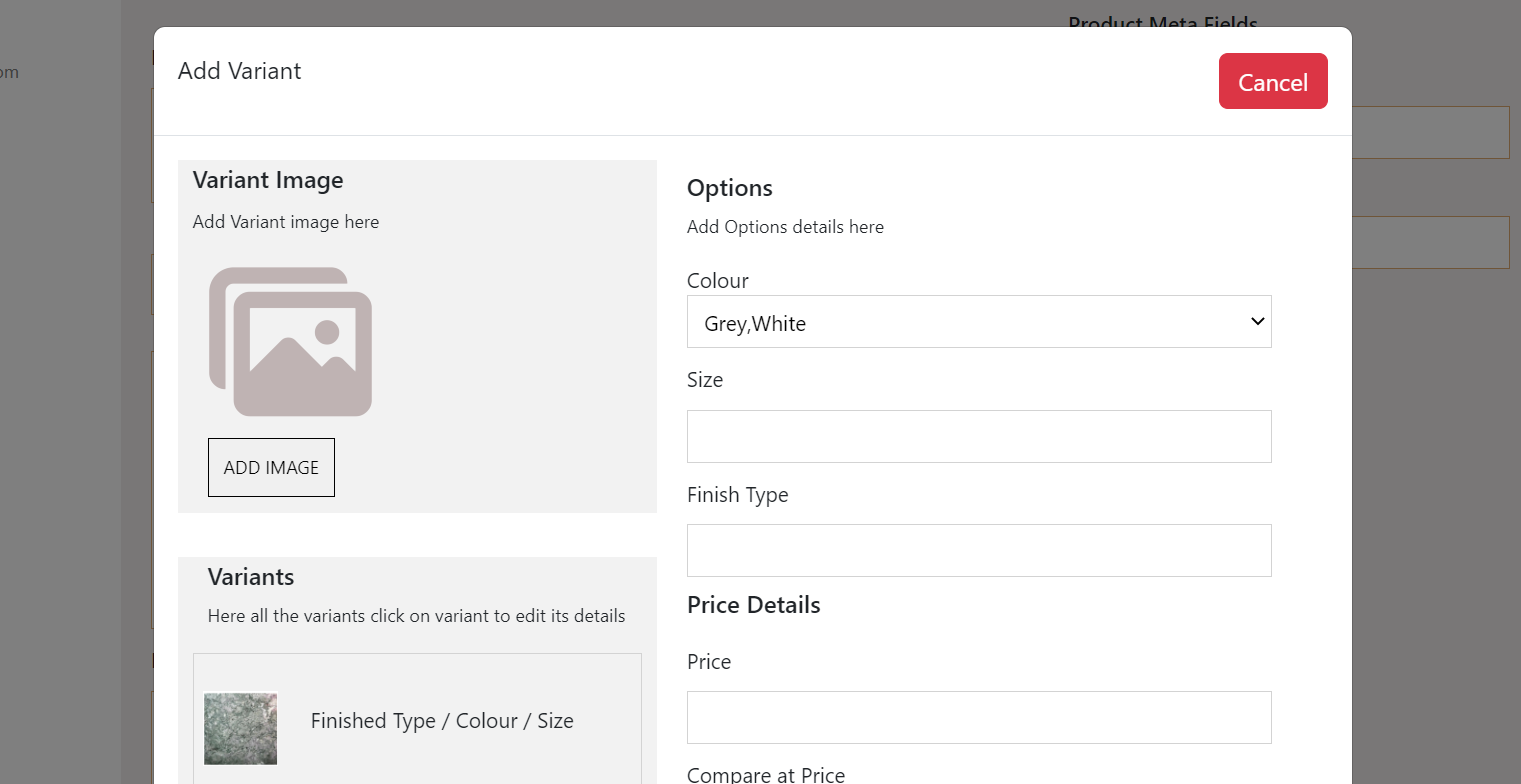 Product Meta Fields
om
Add Variant
Cancel
Variant Image
Add Variant image here
ADD IMAGE
Variants
Here all the variants click on variant to edit its details
Finished Type / Colour / Size
Options
Add Options details here
Colour
Grey,White
Size
Finish Type
Price Details
Price
Compare at Price